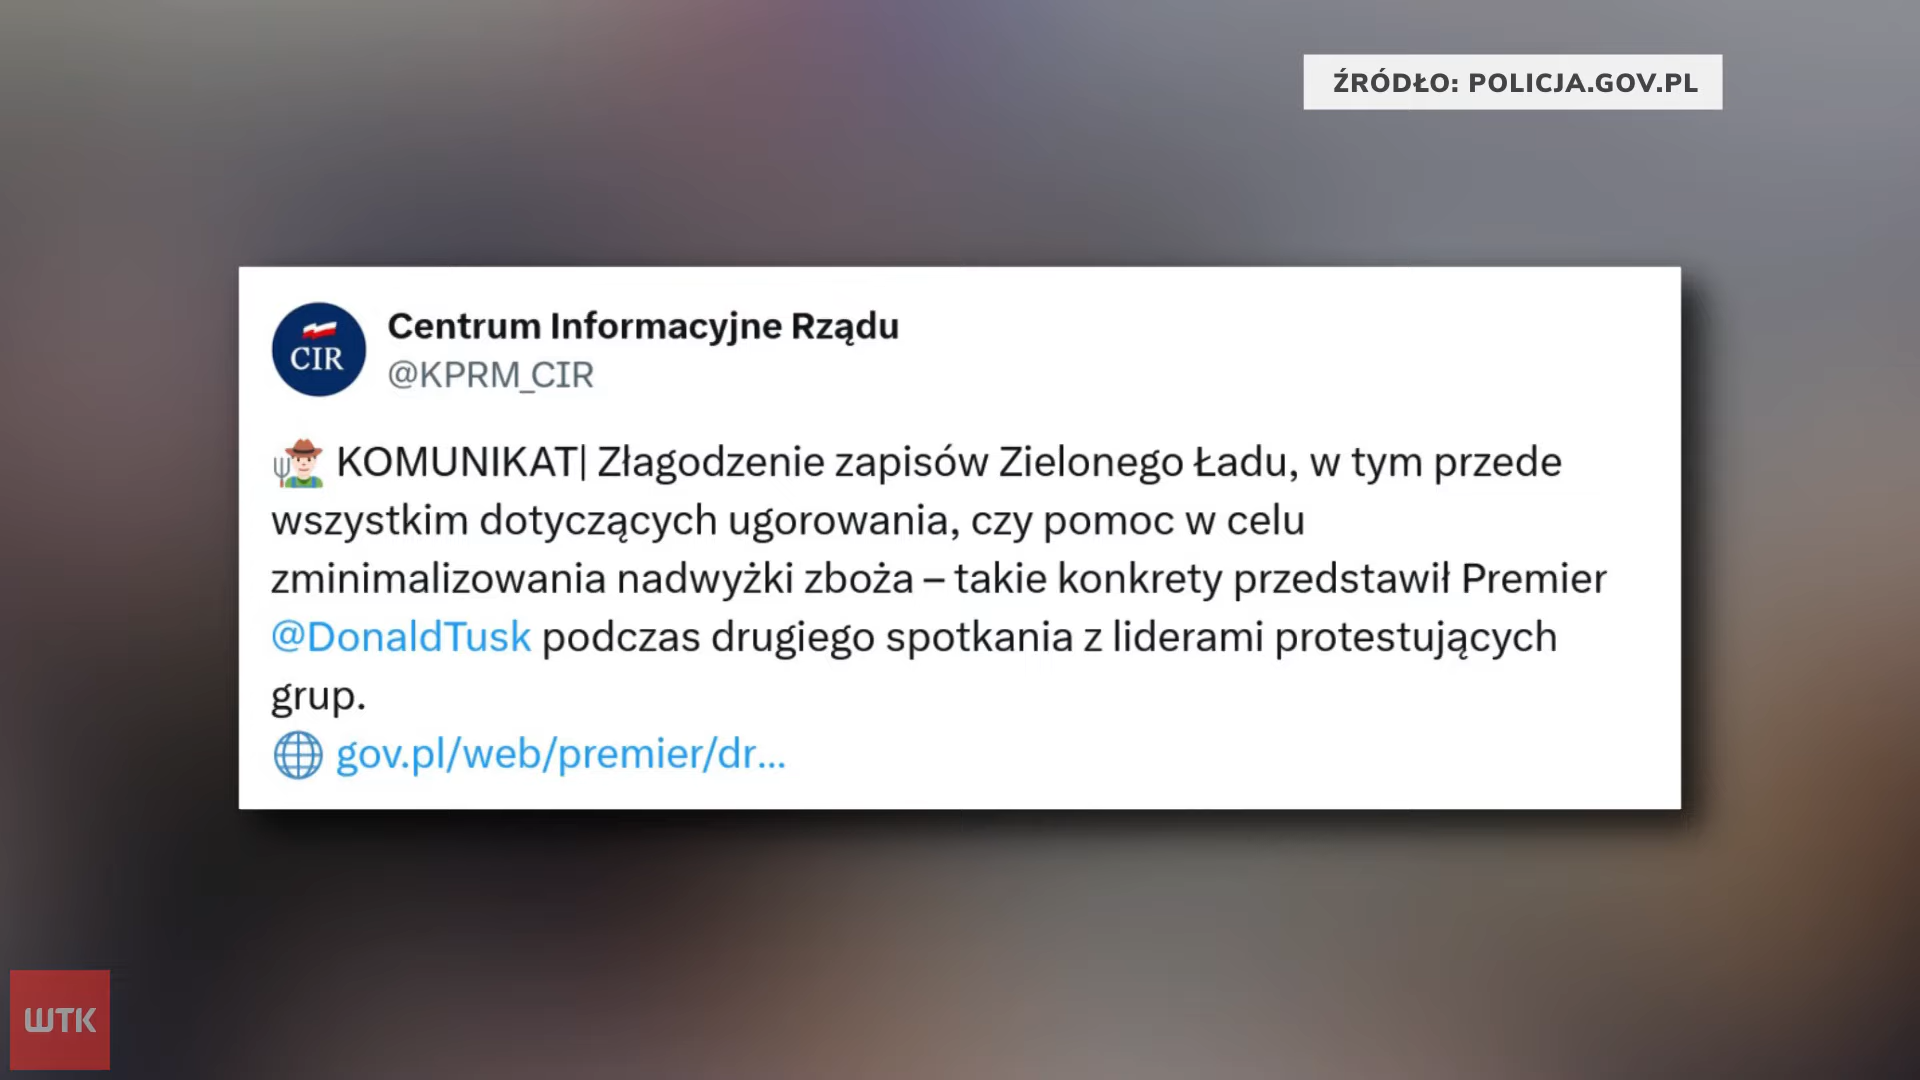 ŹRÓDŁO: POLICJA.GOV.PL
CIR
Centrum Informacyjne Rządu
@KPRM_CIR
KOMUNIKAT| Złagodzenie zapisów Zielonego Ładu, w tym przede
wszystkim dotyczących ugorowania, czy pomoc w celu
zminimalizowania nadwyżki zboża – takie konkrety przedstawił Premier
@DonaldTusk podczas drugiego spotkania z liderami protestujących
grup.
gov.pl/web/premier/dr...
WTK